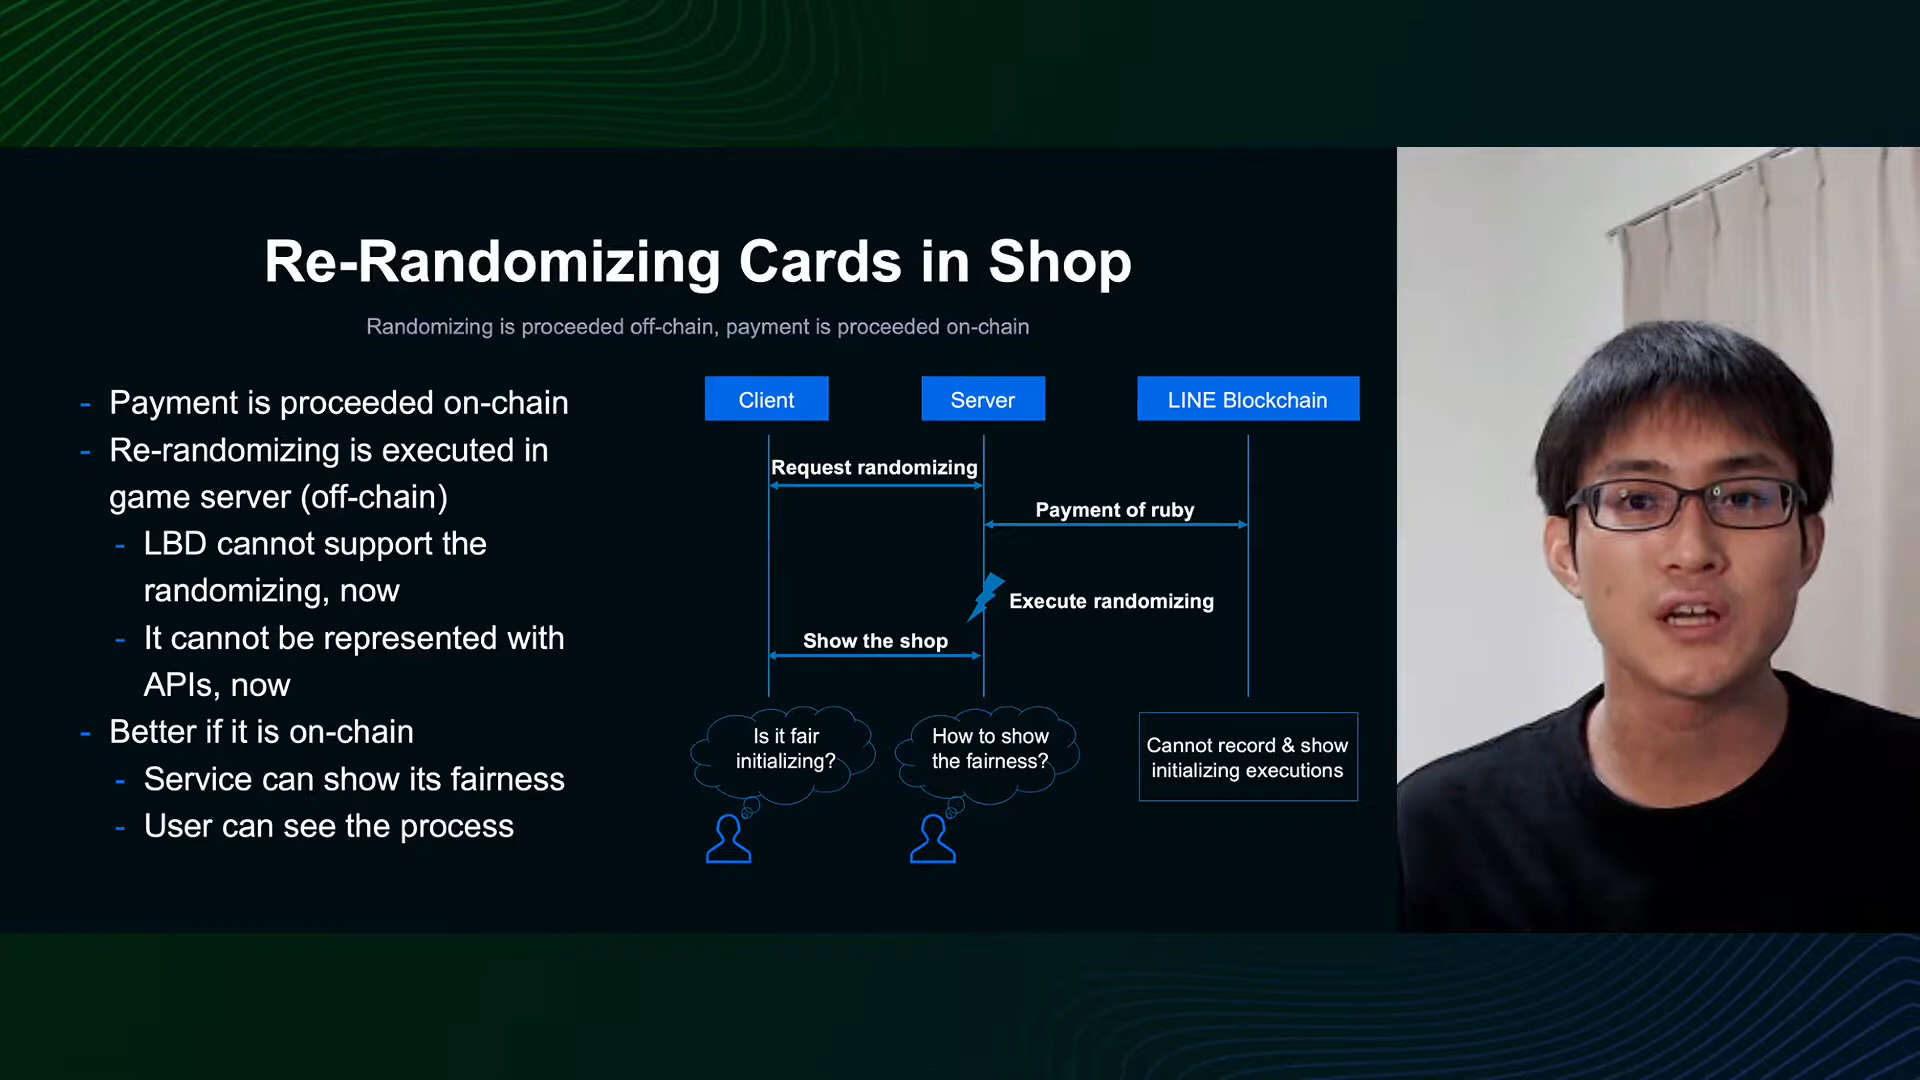 Re-Randomizing Cards in Shop
Randomizing is proceeded off-chain, payment is proceeded on-chain
- Payment is proceeded on-chain
- Re-randomizing is executed in
game server (off-chain)
- LBD cannot support the
randomizing, now
- It cannot be represented with
APIs, now
- Better if it is on-chain
- Service can show its fairness
- User can see the process
Client
Server
LINE Blockchain
Request randomizing
Payment of ruby
Execute randomizing
Show the shop
Is it fair
initializing?
How to show
the fairness?
Cannot record & show
initializing executions